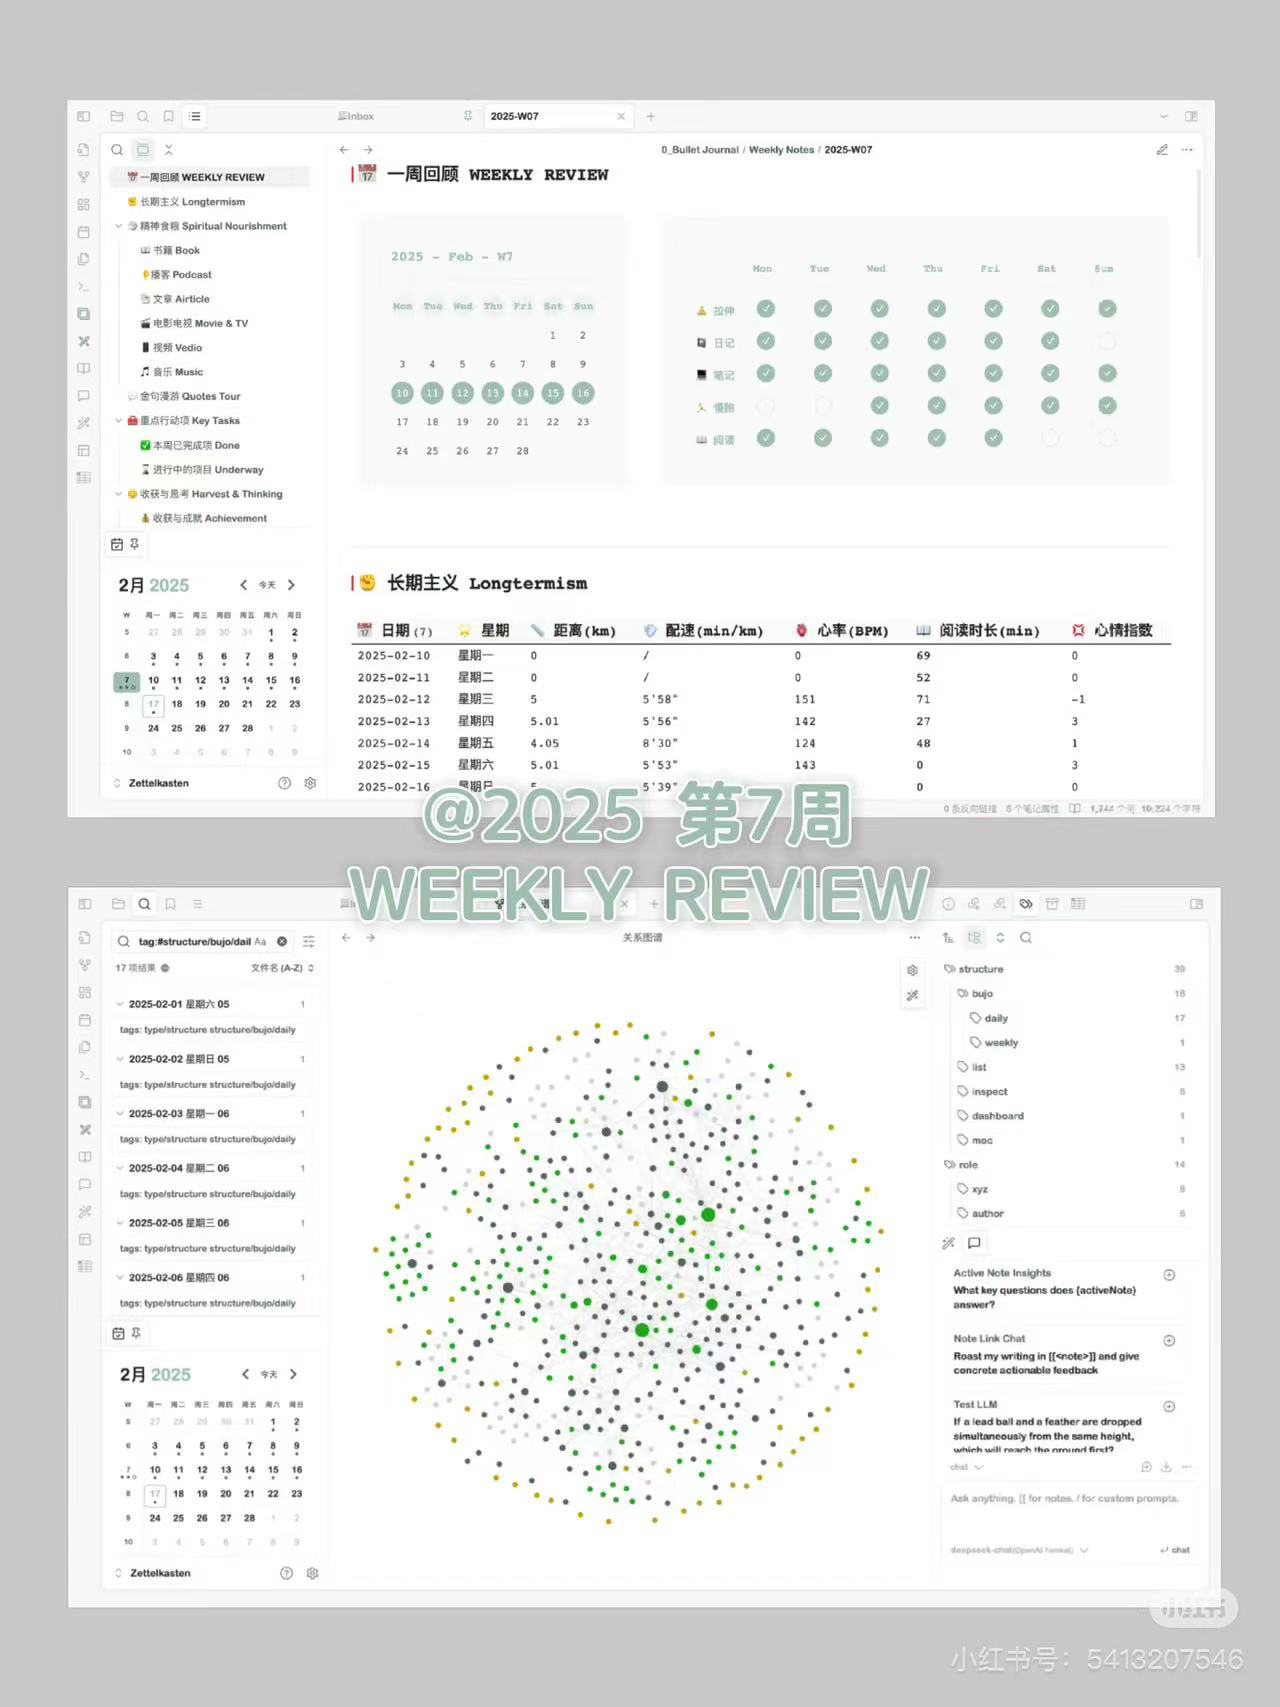 Inbox
2025-W07
0_Bullet Journal / Weekly Notes / 2025-W07
一周回顾 WEEKLY REVIEW
长期主义 Longtermism
精神食粮 Spiritual Nourishment
书籍 Book
播客 Podcast
文章 Airticle
电影电视 Movie & TV
视频 Vedio
音乐 Music
金句漫游 Quotes Tour
重点行动项 Key Tasks
本周已完成项 Done
进行中的项目 Underway
收获与思考 Harvest & Thinking
收获与成就 Achievement
2月 2025 今天
W 周一 周二 周三 周四 周五 周六 周日
5 27 28 29 30 31 1 2
6 3 4 5 6 7 8 9
7 10 11 12 13 14 15 16
8 17 18 19 20 21 22 23
9 24 25 26 27 28 1 2
10 3 4 5 6 7 8 9
Zettelkasten
一周回顾 WEEKLY REVIEW
2025 - Feb - W7
Mon Tue Wed Thu Fri Sat Sun
1 2
3 4 5 6 7 8 9
10 11 12 13 14 15 16
17 18 19 20 21 22 23
24 25 26 27 28
Mon Tue Wed Thu Fri Sat Sun
拉伸
日记
笔记
慢跑
阅读
长期主义 Longtermism
日期(7) 星期 距离(km) 配速(min/km) 心率(BPM) 阅读时长(min) 心情指数
2025-02-10 星期一 0 / 0 69 0
2025-02-11 星期二 0 / 0 52 0
2025-02-12 星期三 5 5'58" 151 71 -1
2025-02-13 星期四 5.01 5'56" 142 27 3
2025-02-14 星期五 4.05 8'30" 124 48 1
2025-02-15 星期六 5.01 5'53" 143 0 3
2025-02-16 星期日 5'39" 0 0
0 条反向链接 5 个笔记属性 1,744 个词 10,224 个字符
@2025 第7周
WEEKLY REVIEW
tag:#structure/bujo/dail Aa
17 项结果 文件名 (A-Z)
2025-02-01 星期六 05 1
tags: type/structure structure/bujo/daily
2025-02-02 星期日 05 1
tags: type/structure structure/bujo/daily
2025-02-03 星期一 06 1
tags: type/structure structure/bujo/daily
2025-02-04 星期二 06 1
tags: type/structure structure/bujo/daily
2025-02-05 星期三 06 1
tags: type/structure structure/bujo/daily
2025-02-06 星期四 06 1
tags: type/structure structure/bujo/daily
2月 2025 今天
W 周一 周二 周三 周四 周五 周六 周日
5 27 28 29 30 31 1 2
6 3 4 5 6 7 8 9
7 10 11 12 13 14 15 16
8 17 18 19 20 21 22 23
9 24 25 26 27 28 1 2
10 3 4 5 6 7 8 9
Zettelkasten
关系图谱
structure 39
bujo 18
daily 17
weekly 1
list 13
inspect 6
dashboard 1
moc 1
role 14
xyz 8
author 6
Active Note Insights
What key questions does {activeNote}
answer?
Note Link Chat
Roast my writing in [[<note>]] and give
concrete actionable feedback
Test LLM
If a lead ball and a feather are dropped
simultaneously from the same height,
which will reach the ground first?
chat
Ask anything. [[ for notes. / for custom prompts.
deepseek-chat(OpenAI Format) chat
小红书
小红书号：5413207546